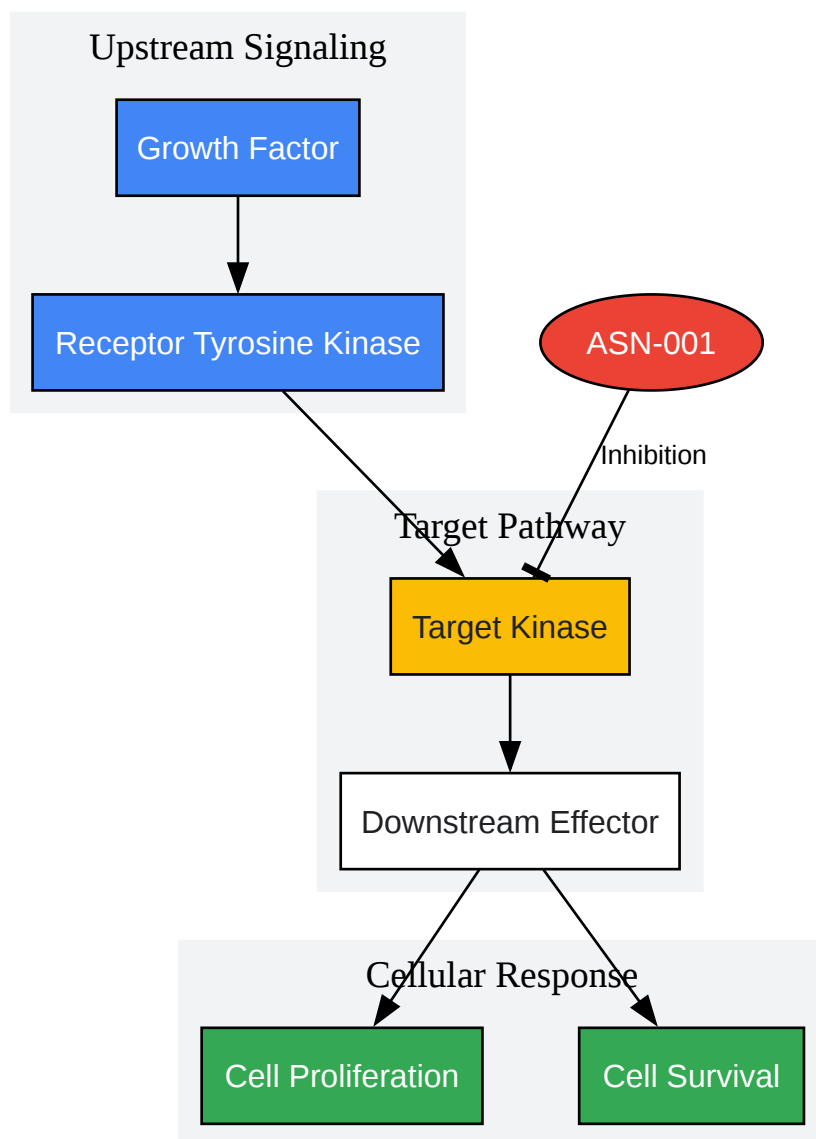 Upstream Signaling
Growth Factor
Receptor Tyrosine Kinase
ASN-001
Inhibition
Target Pathway
Target Kinase
Downstream Effector
Cellular Response
Cell Proliferation
Cell Survival